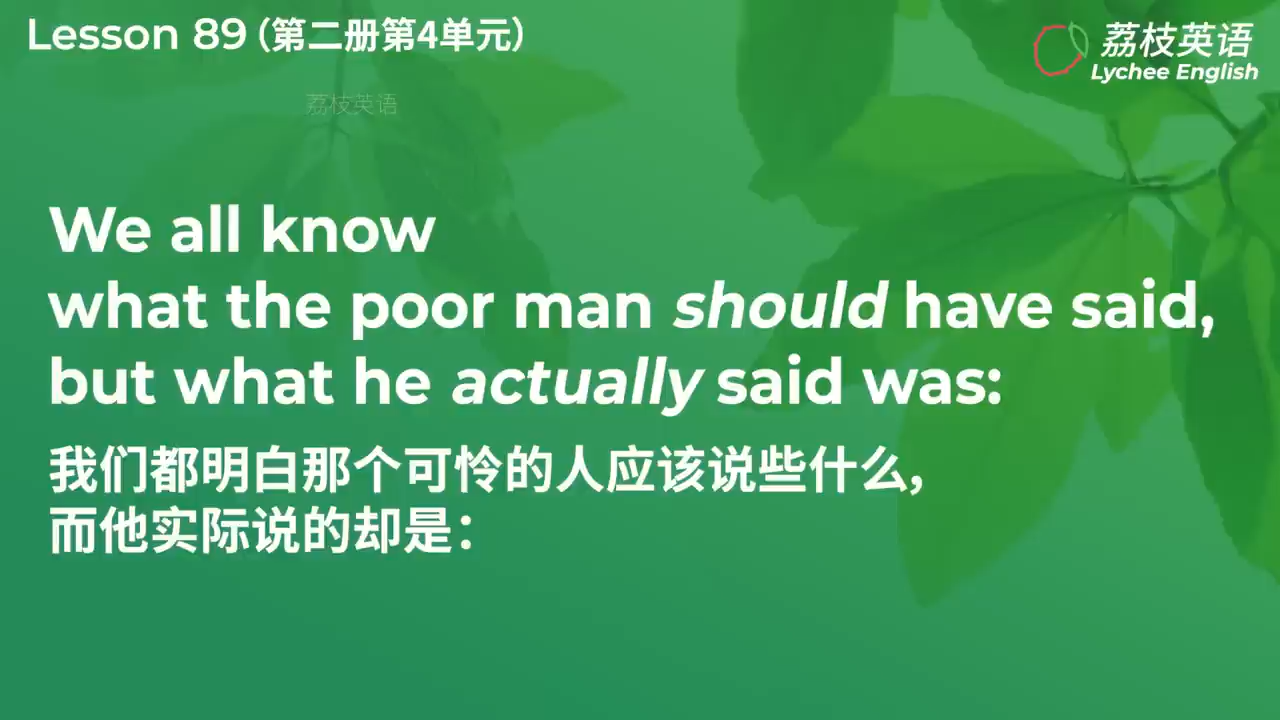 Lesson 89 (第二册第4单元)
荔枝英语
Lychee English
荔枝英语
We all know
what the poor man should have said,
but what he actually said was:
我们都明白那个可怜的人应该说些什么,
而他实际说的却是: